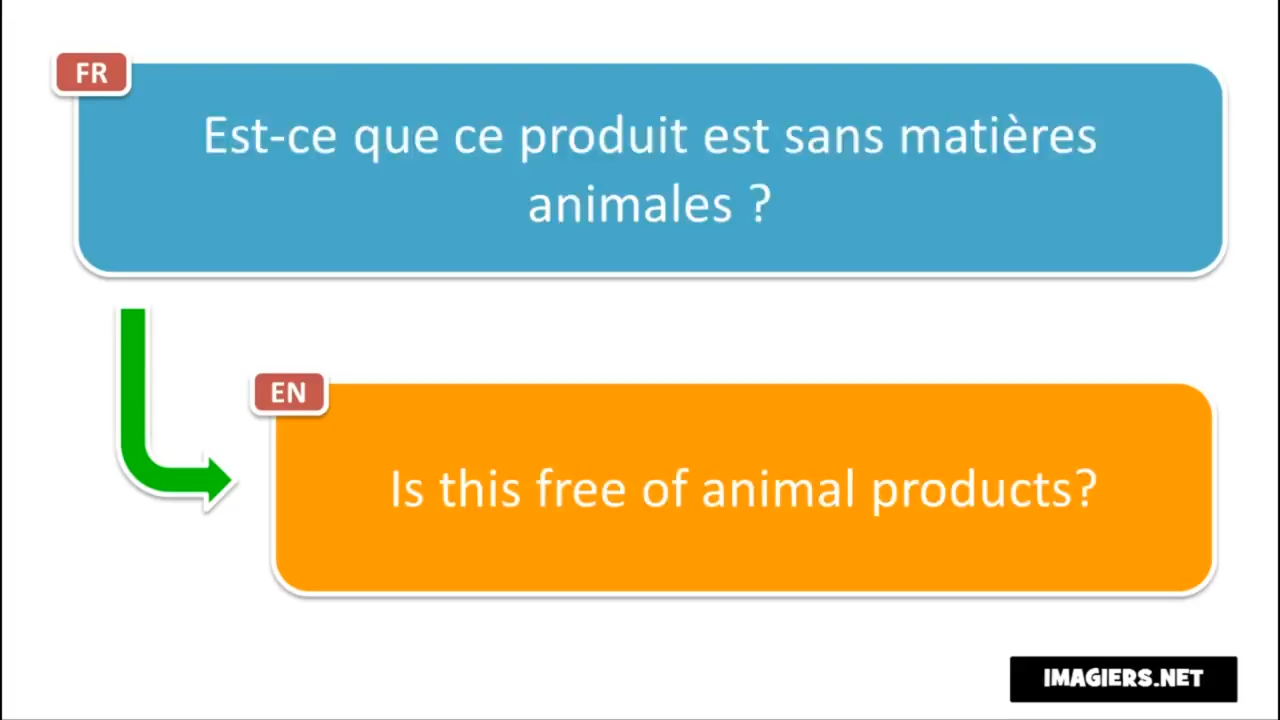 FR
Est-ce que ce produit est sans matières
animales ?
EN
Is this free of animal products?
IMAGIERS.NET